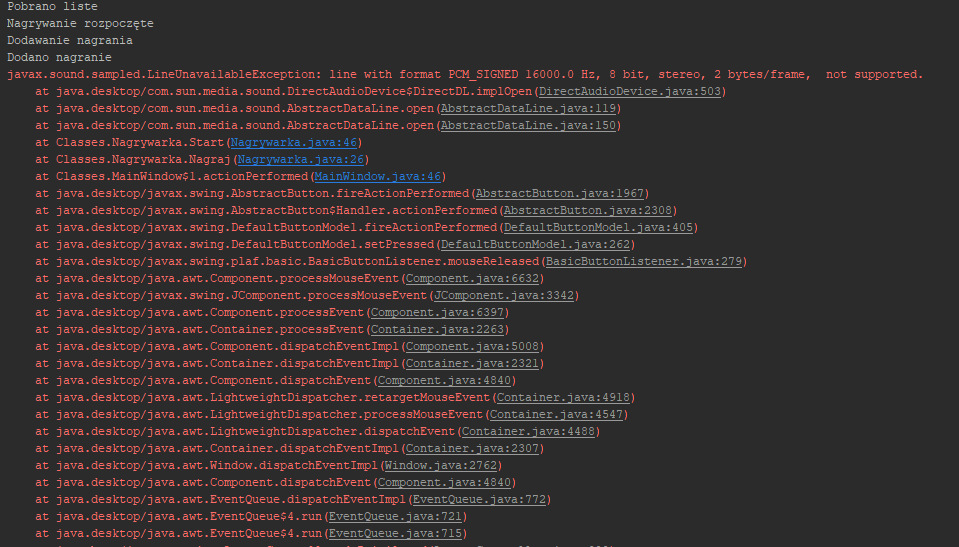 Pobrano liste
Nagrywanie rozpoczęte
Dodawanie nagrania
Dodano nagranie
javax.sound.sampled.LineUnavailableException: line with format PCM_SIGNED 16000.0 Hz, 8 bit, stereo, 2 bytes/frame,  not supported.
at java.desktop/com.sun.media.sound.DirectAudioDevice$DirectDL.implOpen(DirectAudioDevice.java:503)
at java.desktop/com.sun.media.sound.AbstractDataLine.open(AbstractDataLine.java:119)
at java.desktop/com.sun.media.sound.AbstractDataLine.open(AbstractDataLine.java:150)
at Classes.Nagrywarka.Start(Nagrywarka.java:46)
at Classes.Nagrywarka.Nagraj(Nagrywarka.java:26)
at Classes.MainWindow$1.actionPerformed(MainWindow.java:46)
at java.desktop/javax.swing.AbstractButton.fireActionPerformed(AbstractButton.java:1967)
at java.desktop/javax.swing.AbstractButton$Handler.actionPerformed(AbstractButton.java:2308)
at java.desktop/javax.swing.DefaultButtonModel.fireActionPerformed(DefaultButtonModel.java:405)
at java.desktop/javax.swing.DefaultButtonModel.setPressed(DefaultButtonModel.java:262)
at java.desktop/javax.swing.plaf.basic.BasicButtonListener.mouseReleased(BasicButtonListener.java:279)
at java.desktop/java.awt.Component.processMouseEvent(Component.java:6632)
at java.desktop/javax.swing.JComponent.processMouseEvent(JComponent.java:3342)
at java.desktop/java.awt.Component.processEvent(Component.java:6397)
at java.desktop/java.awt.Container.processEvent(Container.java:2263)
at java.desktop/java.awt.Component.dispatchEventImpl(Component.java:5008)
at java.desktop/java.awt.Container.dispatchEventImpl(Container.java:2321)
at java.desktop/java.awt.Component.dispatchEvent(Component.java:4840)
at java.desktop/java.awt.LightweightDispatcher.retargetMouseEvent(Container.java:4918)
at java.desktop/java.awt.LightweightDispatcher.processMouseEvent(Container.java:4547)
at java.desktop/java.awt.LightweightDispatcher.dispatchEvent(Container.java:4488)
at java.desktop/java.awt.Container.dispatchEventImpl(Container.java:2307)
at java.desktop/java.awt.Window.dispatchEventImpl(Window.java:2762)
at java.desktop/java.awt.Component.dispatchEvent(Component.java:4840)
at java.desktop/java.awt.EventQueue.dispatchEventImpl(EventQueue.java:772)
at java.desktop/java.awt.EventQueue$4.run(EventQueue.java:721)
at java.desktop/java.awt.EventQueue$4.run(EventQueue.java:715)